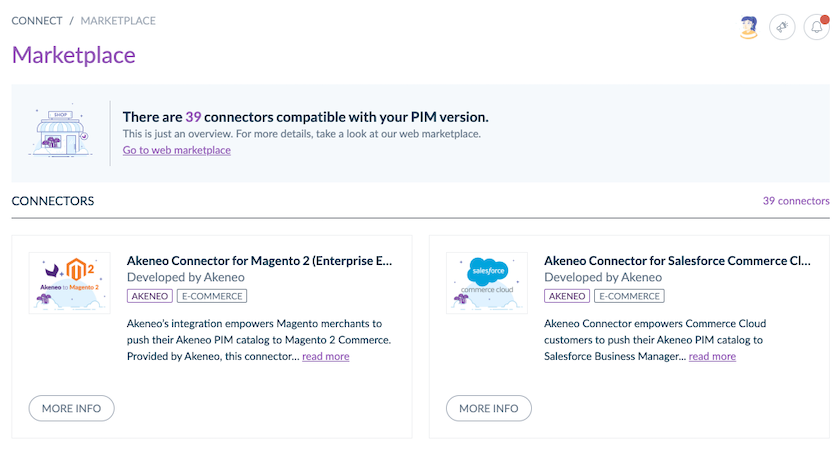 CONNECT / MARKETPLACE
Marketplace
SHOP
There are 39 connectors compatible with your PIM version.
This is just an overview. For more details, take a look at our web marketplace.
Go to web marketplace
CONNECTORS
39 connectors
2
Akeneo to Magento 2
Akeneo Connector for Magento 2 (Enterprise E...
Developed by Akeneo
AKENEO E-COMMERCE
Akeneo's integration empowers Magento merchants to
push their Akeneo PIM catalog to Magento 2 Commerce.
Provided by Akeneo, this connector... read more
MORE INFO
salesforce
commerce cloud
Akeneo Connector for Salesforce Commerce Cl...
Developed by Akeneo
AKENEO E-COMMERCE
Akeneo Connector empowers Commerce Cloud
customers to push their Akeneo PIM catalog to
Salesforce Business Manager... read more
MORE INFO